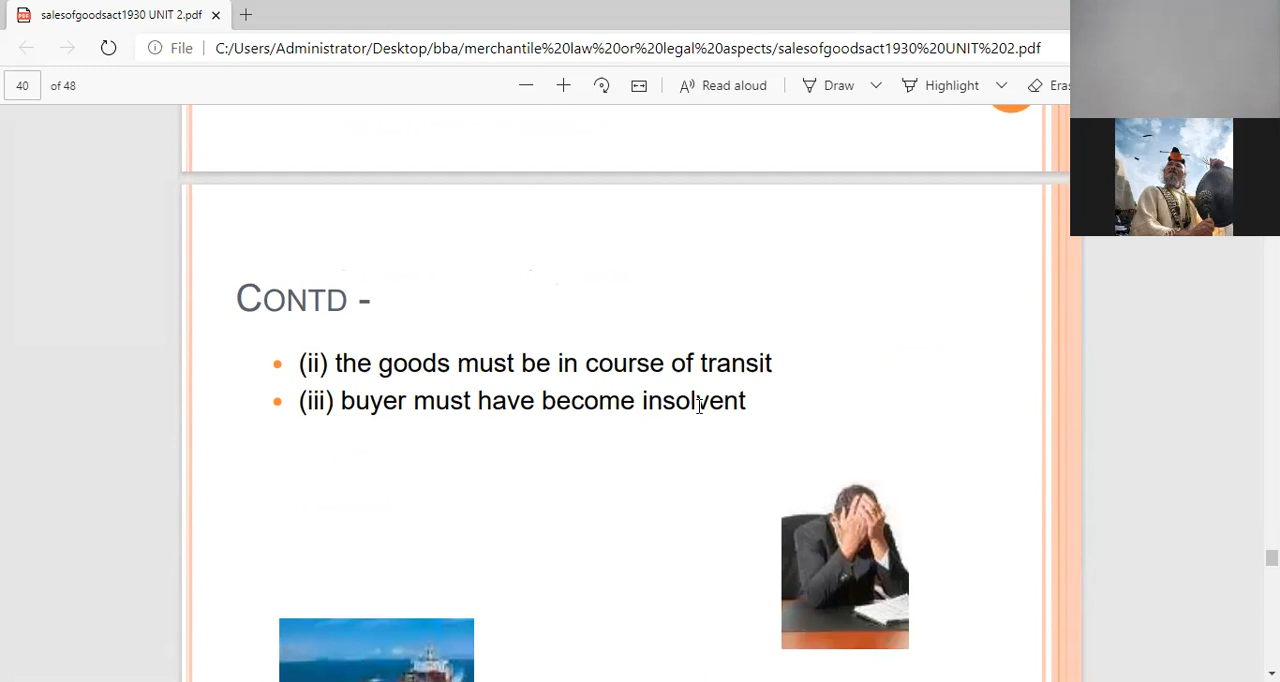 salesofgoodsact1930 UNIT 2.pdf
File C:/Users/Administrator/Desktop/bba/merchantile%20law%20or%20legal%20aspects/salesofgoodsact1930%20UNIT%202.pdf
40 of 48 Read aloud Draw Highlight
CONTD -
(ii) the goods must be in course of transit
(iii) buyer must have become insolvent